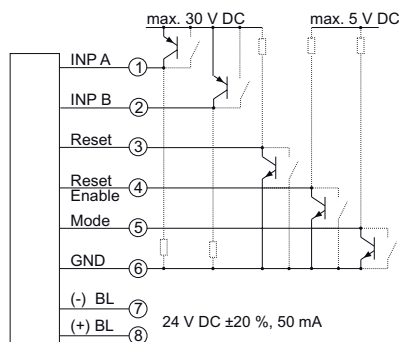 max. 30 V DC
max. 5 V DC
INP A
1
INP B
2
Reset
3
Reset
Enable
4
Mode
5
GND
6
(-) BL
7
(+) BL
8
24 V DC ±20 %, 50 mA